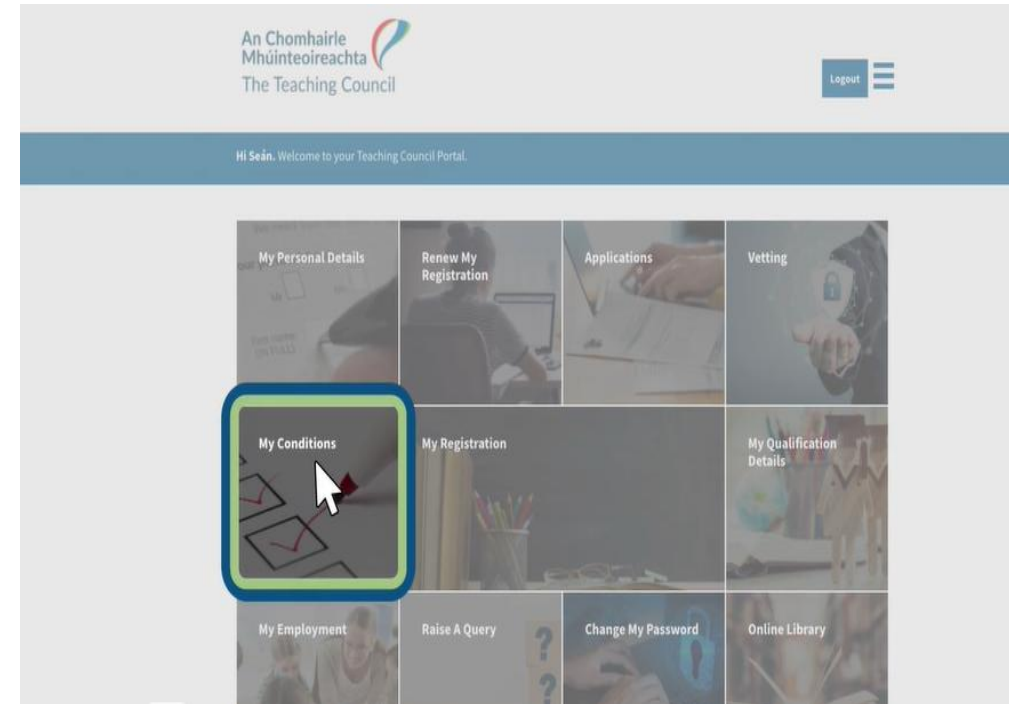 An Chomhairle
Mhúinteoireachta
The Teaching Council
Logout
Hi Seán. Welcome to your Teaching Council Portal.
My Personal Details
Renew My
Registration
Applications
Vetting
My Conditions
My Registration
My Qualification
Details
My Employment
Raise A Query
Change My Password
Online Library